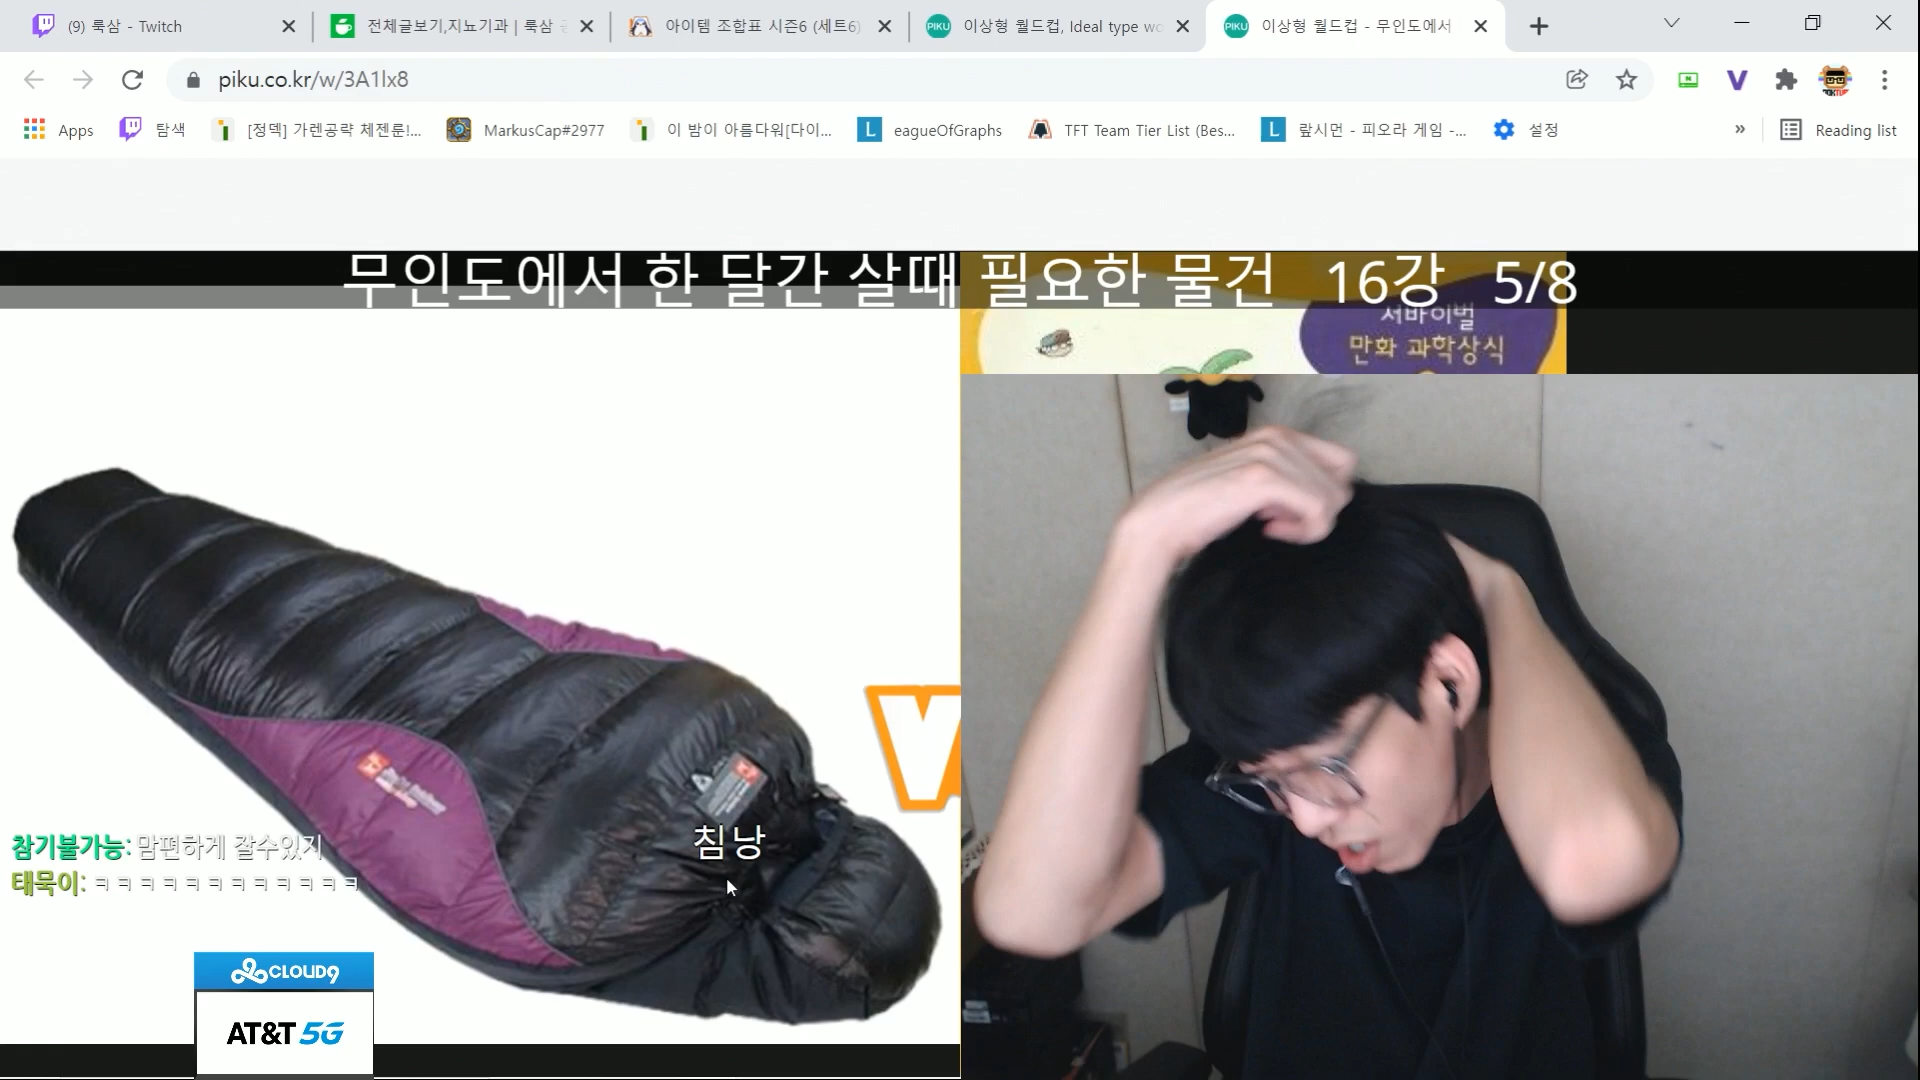 (9) 룩삼 - Twitch
전체글보기,지뇨기과 | 룩삼
아이템 조합표 시즌6 (세트6)
이상형 월드컵, Ideal type wo
이상형 월드컵 - 무인도에서
piku.co.kr/w/3A1lx8
Apps
탐색
[정덱] 가렌공략 체젠룬!...
MarkusCap#2977
이 밤이 아름다워[다이...
L
eagueOfGraphs
TFT Team Tier List (Bes...
L
랖시먼 - 피오라 게임 -...
설정
»
Reading list
무인도에서 한 달간 살때 필요한 물건 16강 5/8
서바이벌
만화 과학상식
침낭
참기불가능: 맘편하게 잘수있지
태묵이: ㅋㅋㅋㅋㅋㅋㅋㅋㅋㅋㅋㅋ
CLOUD9
AT&T 5G